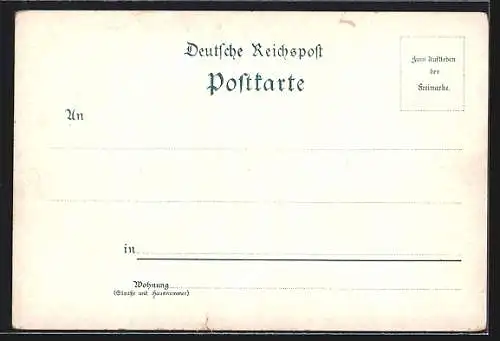 Deutſche Reichspoſt
Poſtkarte
Zum Aufkleben
der
Freimarke.
An
in
Wohnung
(Straße und Hausnummer)